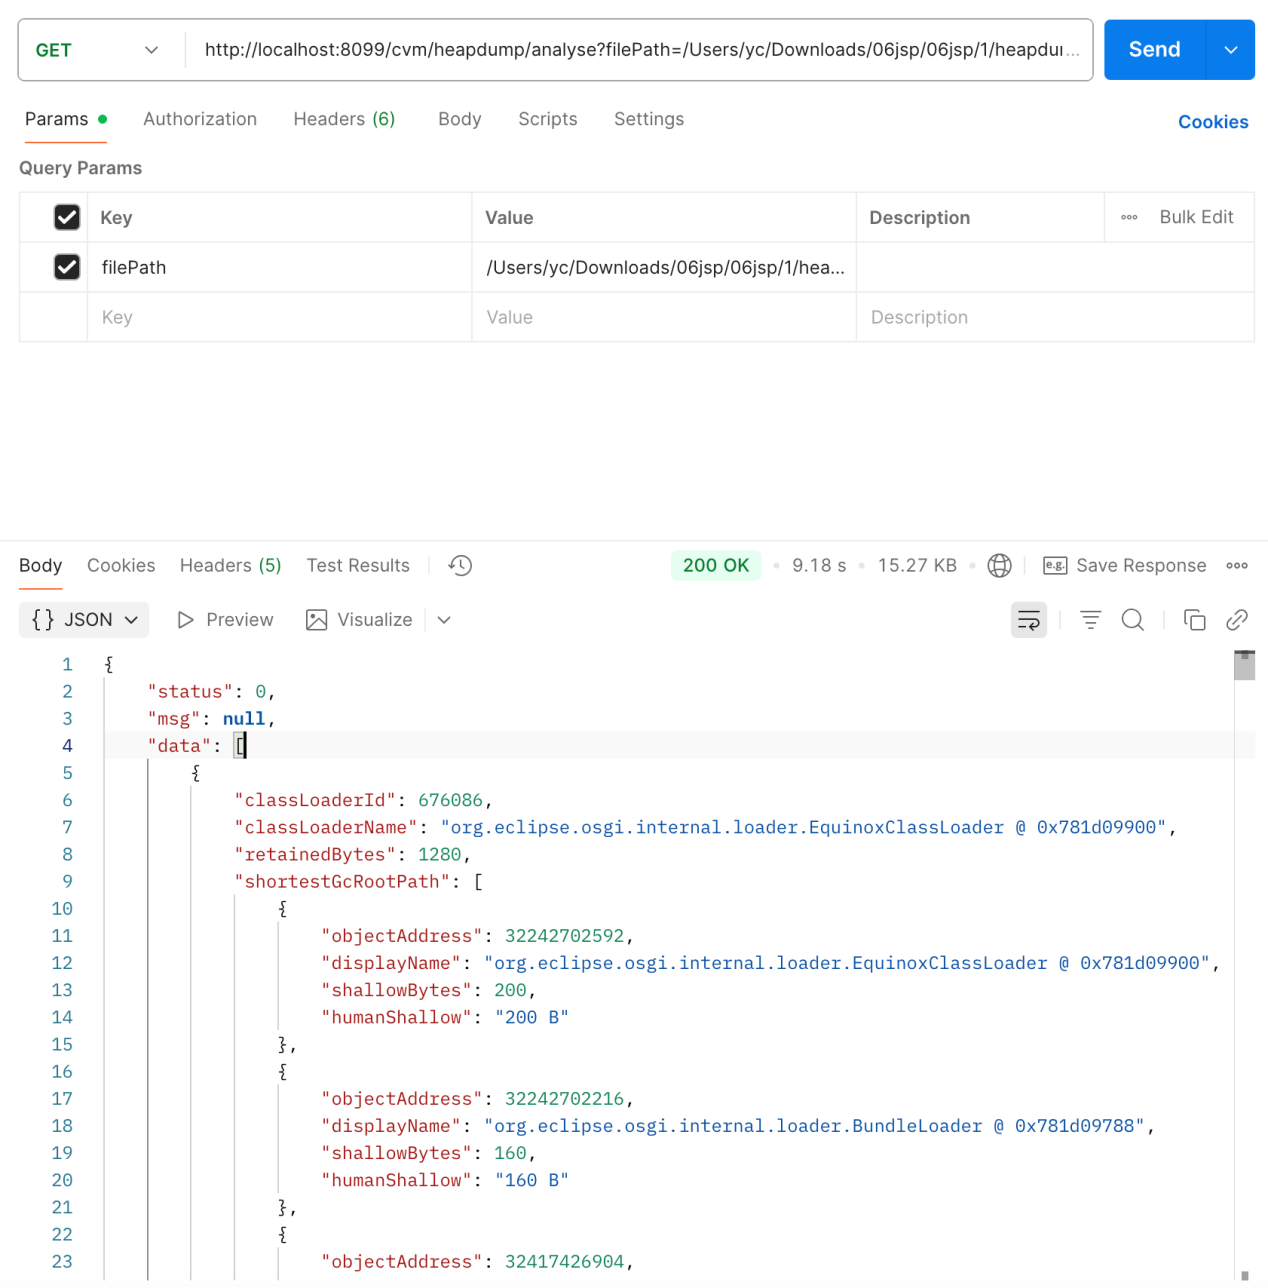 GET http://localhost:8099/cvm/heapdump/analyse?filePath=/Users/yc/Downloads/06jsp/06jsp/1/heapdu... Send
Params Authorization Headers (6) Body Scripts Settings Cookies
Query Params
Key Value Description Bulk Edit
filePath /Users/yc/Downloads/06jsp/06jsp/1/hea...
Key Value Description
Body Cookies Headers (5) Test Results 200 OK 9.18 s 15.27 KB e.g. Save Response
{} JSON Preview Visualize
1 {
2 "status": 0,
3 "msg": null,
4 "data": [
5 {
6 "classLoaderId": 676086,
7 "classLoaderName": "org.eclipse.osgi.internal.loader.EquinoxClassLoader @ 0x781d09900",
8 "retainedBytes": 1280,
9 "shortestGcRootPath": [
10 {
11 "objectAddress": 32242702592,
12 "displayName": "org.eclipse.osgi.internal.loader.EquinoxClassLoader @ 0x781d09900",
13 "shallowBytes": 200,
14 "humanShallow": "200 B"
15 },
16 {
17 "objectAddress": 32242702216,
18 "displayName": "org.eclipse.osgi.internal.loader.BundleLoader @ 0x781d09788",
19 "shallowBytes": 160,
20 "humanShallow": "160 B"
21 },
22 {
23 "objectAddress": 32417426904,